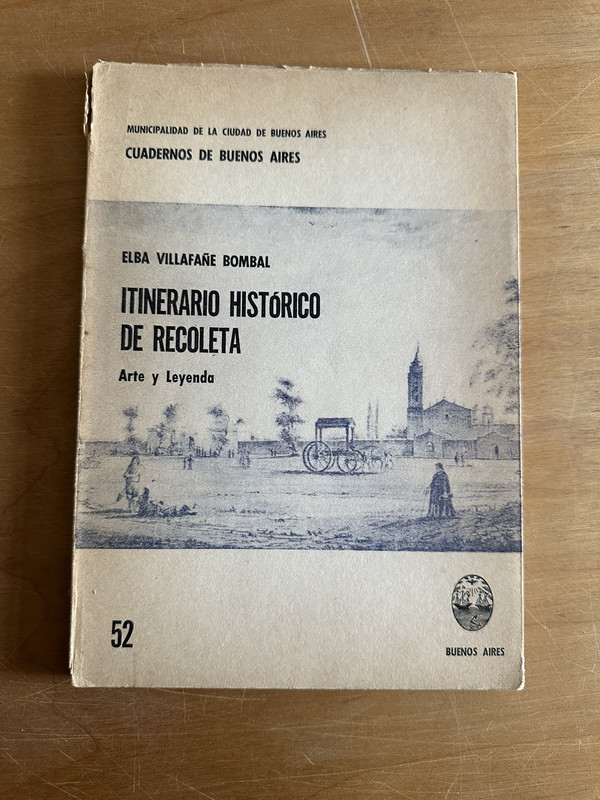 MUNICIPALIDAD DE LA CIUDAD DE BUENOS AIRES
CUADERNOS DE BUENOS AIRES
ELBA VILLAFAÑE BOMBAL
ITINERARIO HISTÓRICO
DE RECOLETA
Arte y Leyenda
52
BUENOS AIRES